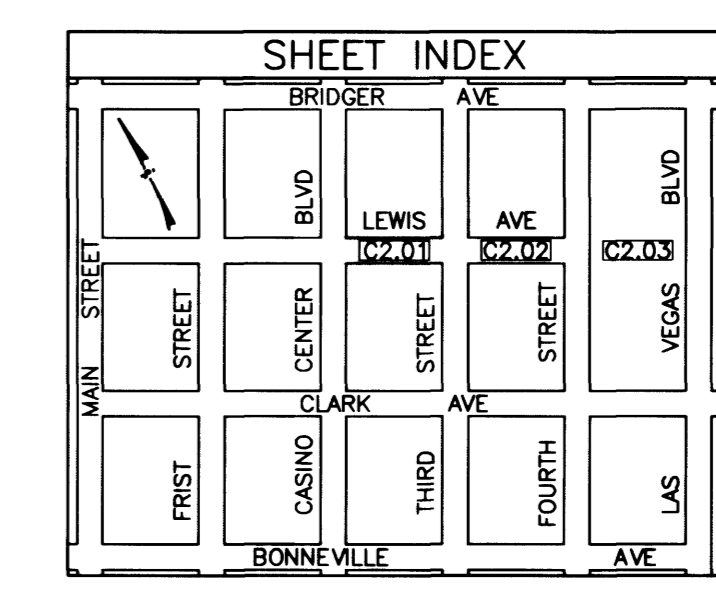 SHEET INDEX
BRIDGER AVE
MAIN STREET
FRIST STREET
CASINO CENTER BLVD
LEWIS AVE
C2.01 C2.02 C2.03
THIRD STREET
FOURTH STREET
LAS VEGAS BLVD
CLARK AVE
BONNEVILLE AVE